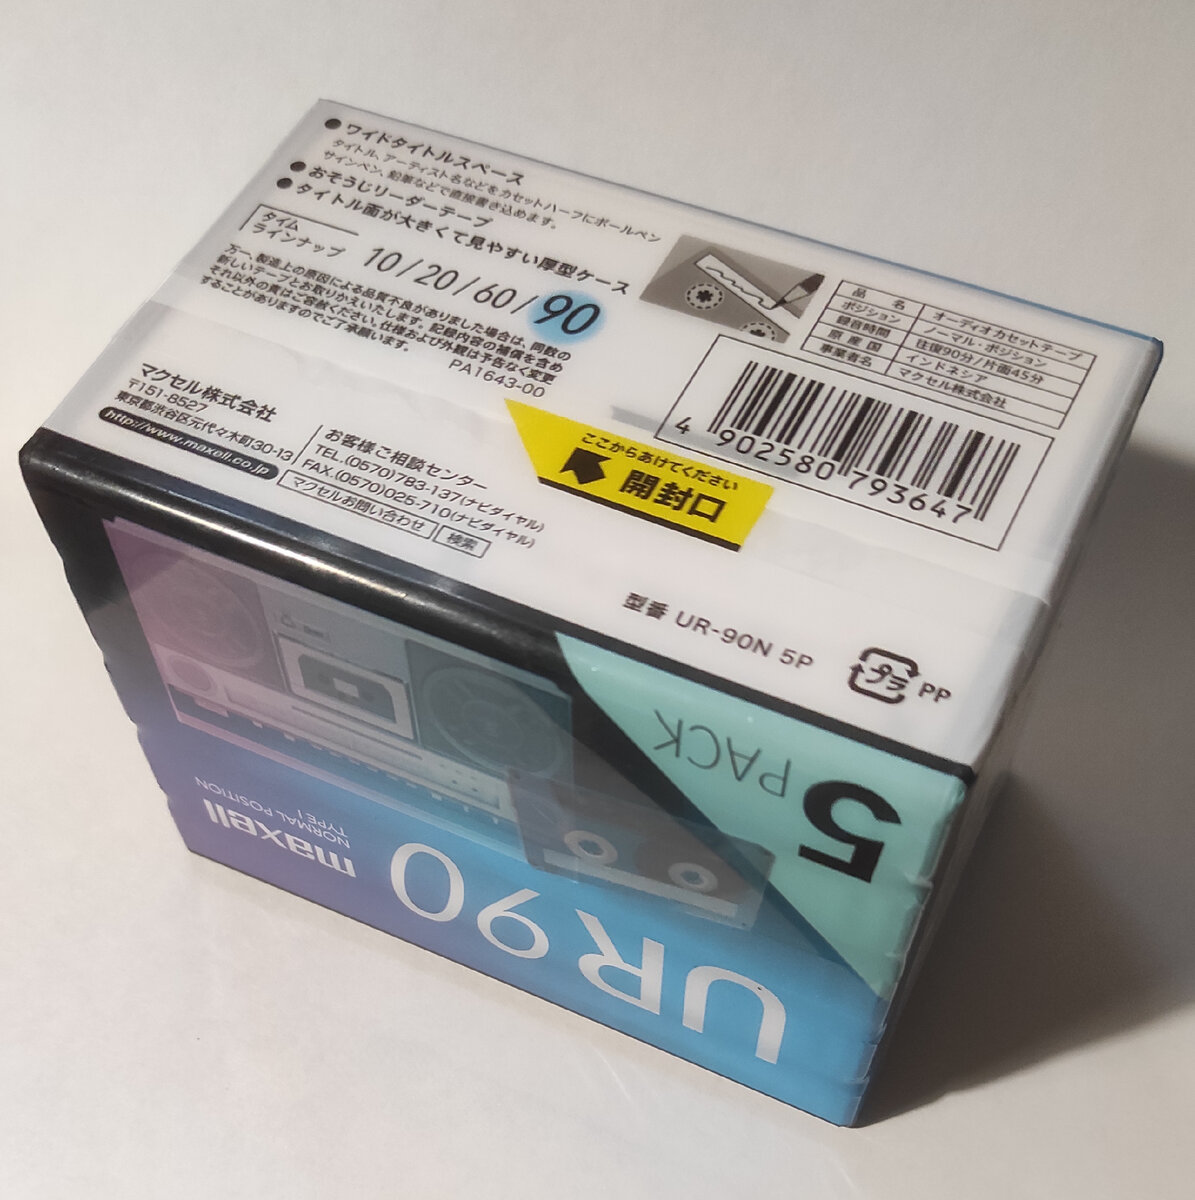 ●ワイドタイトルスペース
タイトル、アーティスト名などをカセットハーフにボールペン
サインペン、鉛筆などで直接書き込めます。
●おそうじリーダーテープ
●タイトル面が大きくて見やすい厚型ケース
タイム
ラインナップ
10/20/60/90
万一、製造上の原因による品質不良がありました場合は、同数の
新しいテープとお取りかえいたします。記録内容の補償を含め
それ以外の責はご容赦ください。仕様および外観は予告なく変更
することがありますのでご了承願います。
PA1643-00
品名 オーディオカセットテープ
ポジション ノーマル・ポジション
録音時間 往復90分/片面45分
原産国 インドネシア
事業者名 マクセル株式会社
4 902580 793647
マクセル株式会社
〒151-8527
東京都渋谷区元代々木町30-13
http://www.maxell.co.jp
お客様ご相談センター
TEL.(0570)783-137(ナビダイヤル)
FAX.(0570)025-710(ナビダイヤル)
マクセルお問い合わせ 検索
ここからあけてください
開封口
型番 UR-90N 5P
プラ PP
5 PACK
UR 90
maxell
NORMAL POSITION
TYPE I